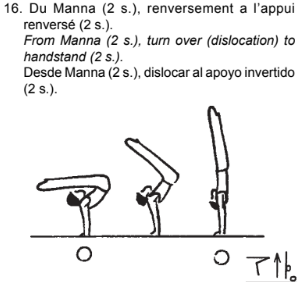 16. Du Manna (2 s.), renversement a l'appui
renversé (2 s.).
From Manna (2 s.), turn over (dislocation) to
handstand (2 s.).
Desde Manna (2 s.), dislocar al apoyo invertido
(2 s.).